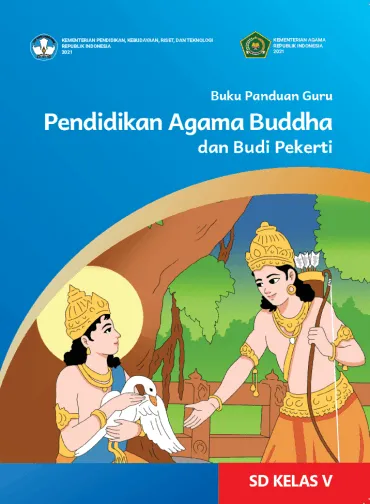 KEMENTERIAN PENDIDIKAN, KEBUDAYAAN, RISET, DAN TEKNOLOGI
REPUBLIK INDONESIA
2021
KEMENTERIAN AGAMA
REPUBLIK INDONESIA
2021
Buku Panduan Guru
Pendidikan Agama Buddha
dan Budi Pekerti
SD KELAS V